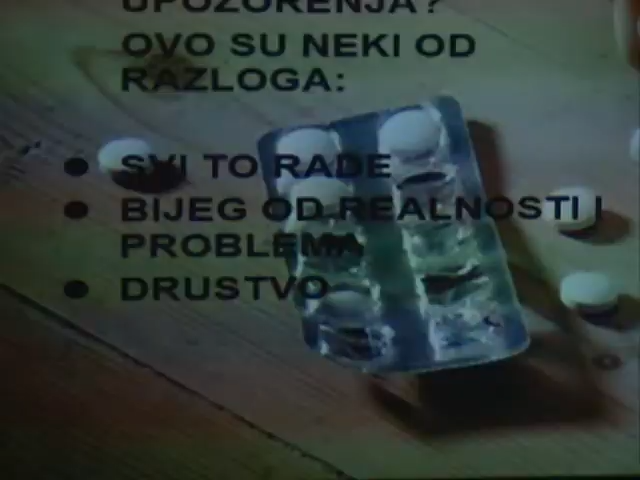 UPOZORENJA?
OVO SU NEKI OD
RAZLOGA:
● SVI TO RADE
● BIJEG OD REALNOSTI I
PROBLEMA
● DRUSTVO